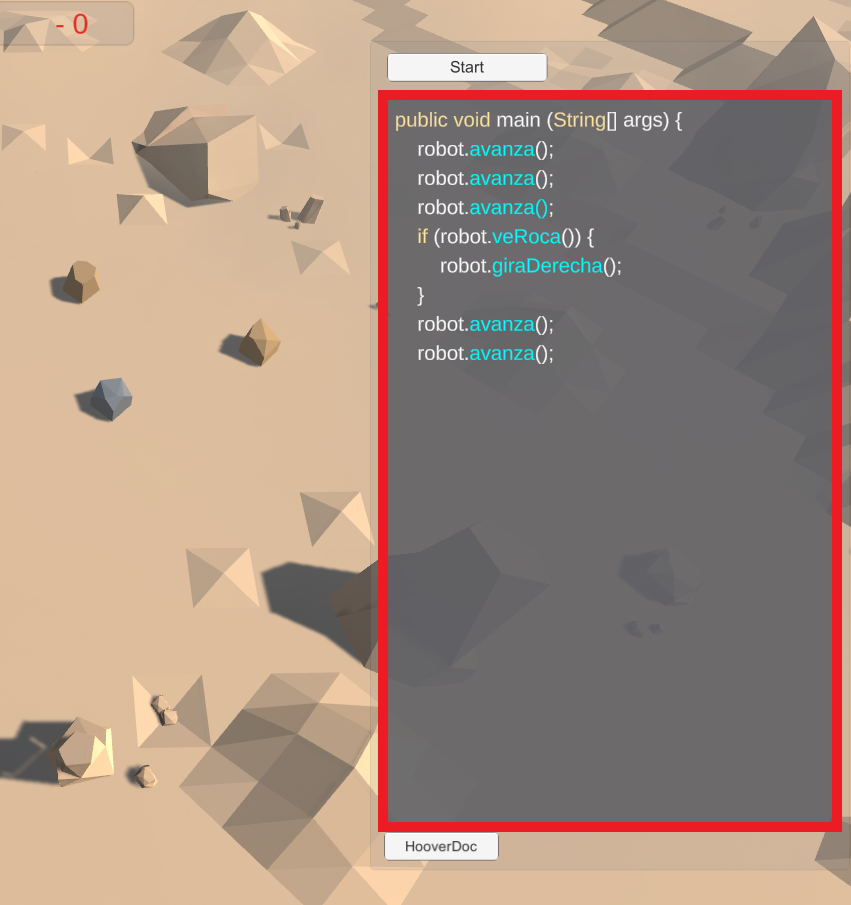 - 0
Start
public void main (String[] args) {
robot.avanza();
robot.avanza();
robot.avanza();
if (robot.veRoca()) {
robot.giraDerecha();
}
robot.avanza();
robot.avanza();
HooverDoc